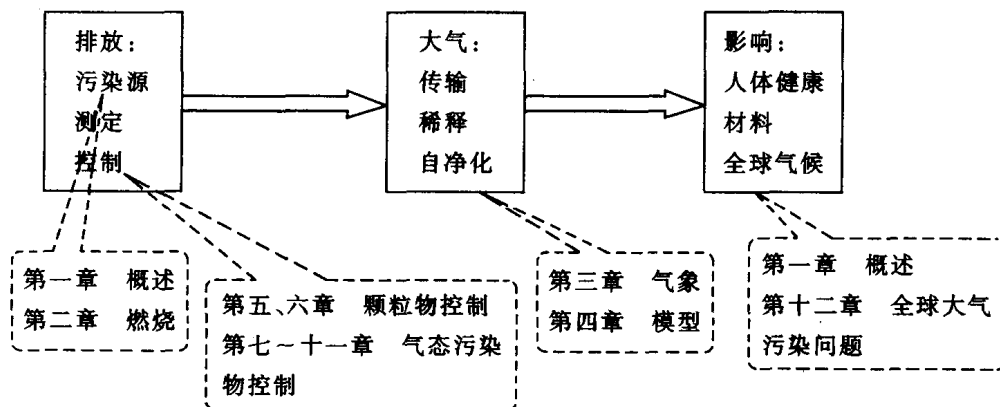 排放：
污染源
测定
控制
大气：
传输
稀释
自净化
影响：
人体健康
材料
全球气候
第一章 概述
第二章 燃烧
第五、六章 颗粒物控制
第七～十一章 气态污染
物控制
第三章 气象
第四章 模型
第一章 概述
第十二章 全球大气
污染问题